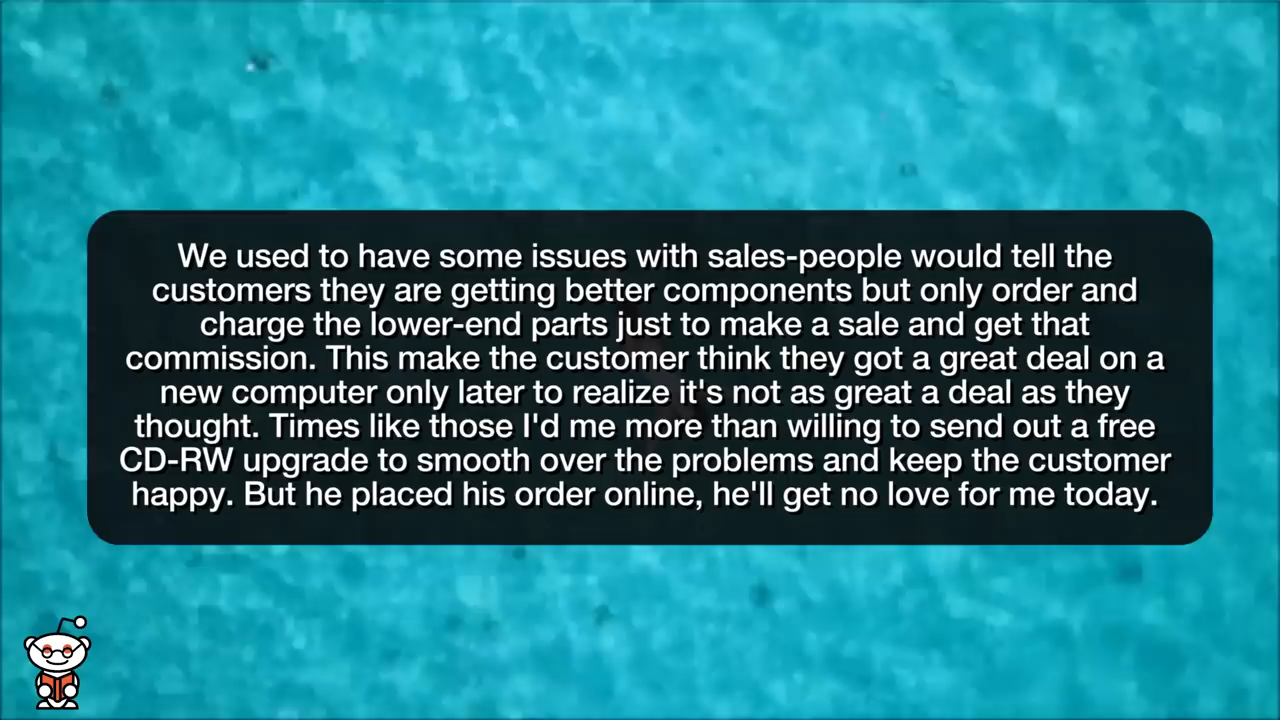 We used to have some issues with sales-people would tell the
customers they are getting better components but only order and
charge the lower-end parts just to make a sale and get that
commission. This make the customer think they got a great deal on a
new computer only later to realize it's not as great a deal as they
thought. Times like those I'd me more than willing to send out a free
CD-RW upgrade to smooth over the problems and keep the customer
happy. But he placed his order online, he'll get no love for me today.